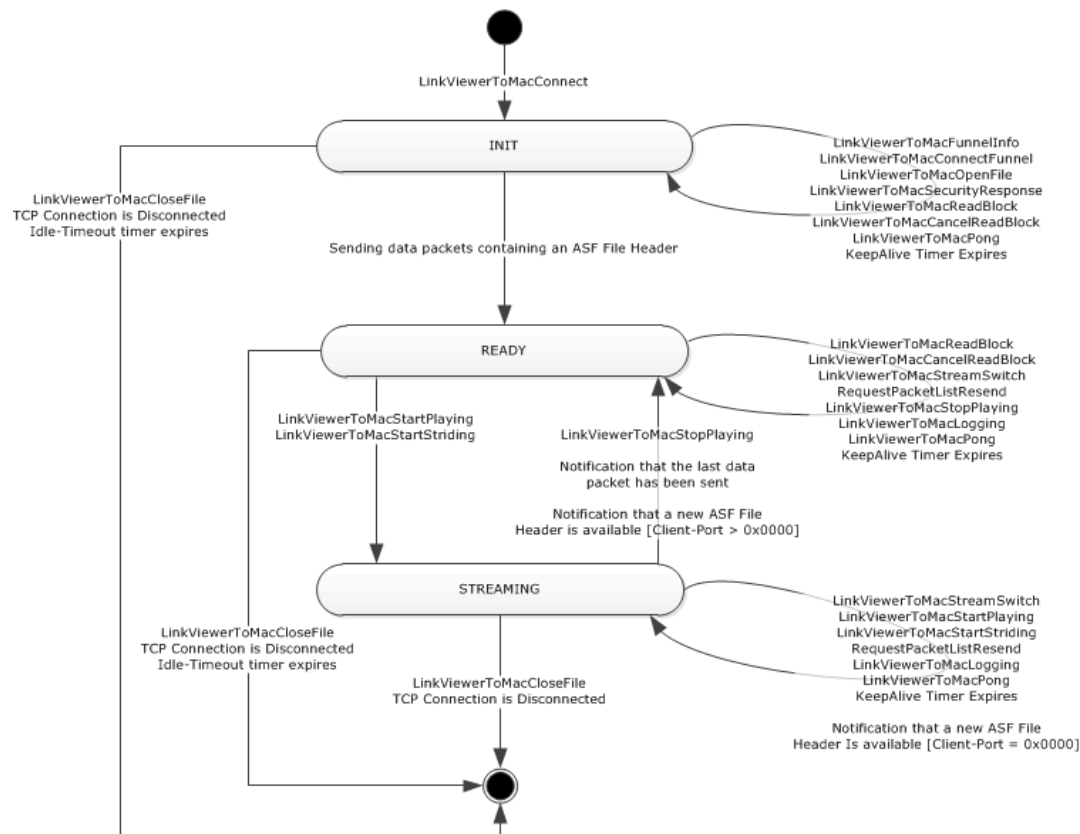 LinkViewerToMacConnect
INIT
LinkViewerToMacFunnelInfo
LinkViewerToMacConnectFunnel
LinkViewerToMacOpenFile
LinkViewerToMacSecurityResponse
LinkViewerToMacReadBlock
LinkViewerToMacCancelReadBlock
LinkViewerToMacPong
KeepAlive Timer Expires
LinkViewerToMacCloseFile
TCP Connection is Disconnected
Idle-Timeout timer expires
Sending data packets containing an ASF File Header
READY
LinkViewerToMacReadBlock
LinkViewerToMacCancelReadBlock
LinkViewerToMacStreamSwitch
RequestPacketListResend
LinkViewerToMacStopPlaying
LinkViewerToMacLogging
LinkViewerToMacPong
KeepAlive Timer Expires
LinkViewerToMacStartPlaying
LinkViewerToMacStartStriding
LinkViewerToMacStopPlaying
Notification that the last data
packet has been sent
Notification that a new ASF File
Header is available [Client-Port > 0x0000]
STREAMING
LinkViewerToMacStreamSwitch
LinkViewerToMacStartPlaying
LinkViewerToMacStartStriding
RequestPacketListResend
LinkViewerToMacLogging
LinkViewerToMacPong
KeepAlive Timer Expires
Notification that a new ASF File
Header Is available [Client-Port = 0x0000]
LinkViewerToMacCloseFile
TCP Connection is Disconnected
Idle-Timeout timer expires
LinkViewerToMacCloseFile
TCP Connection is Disconnected